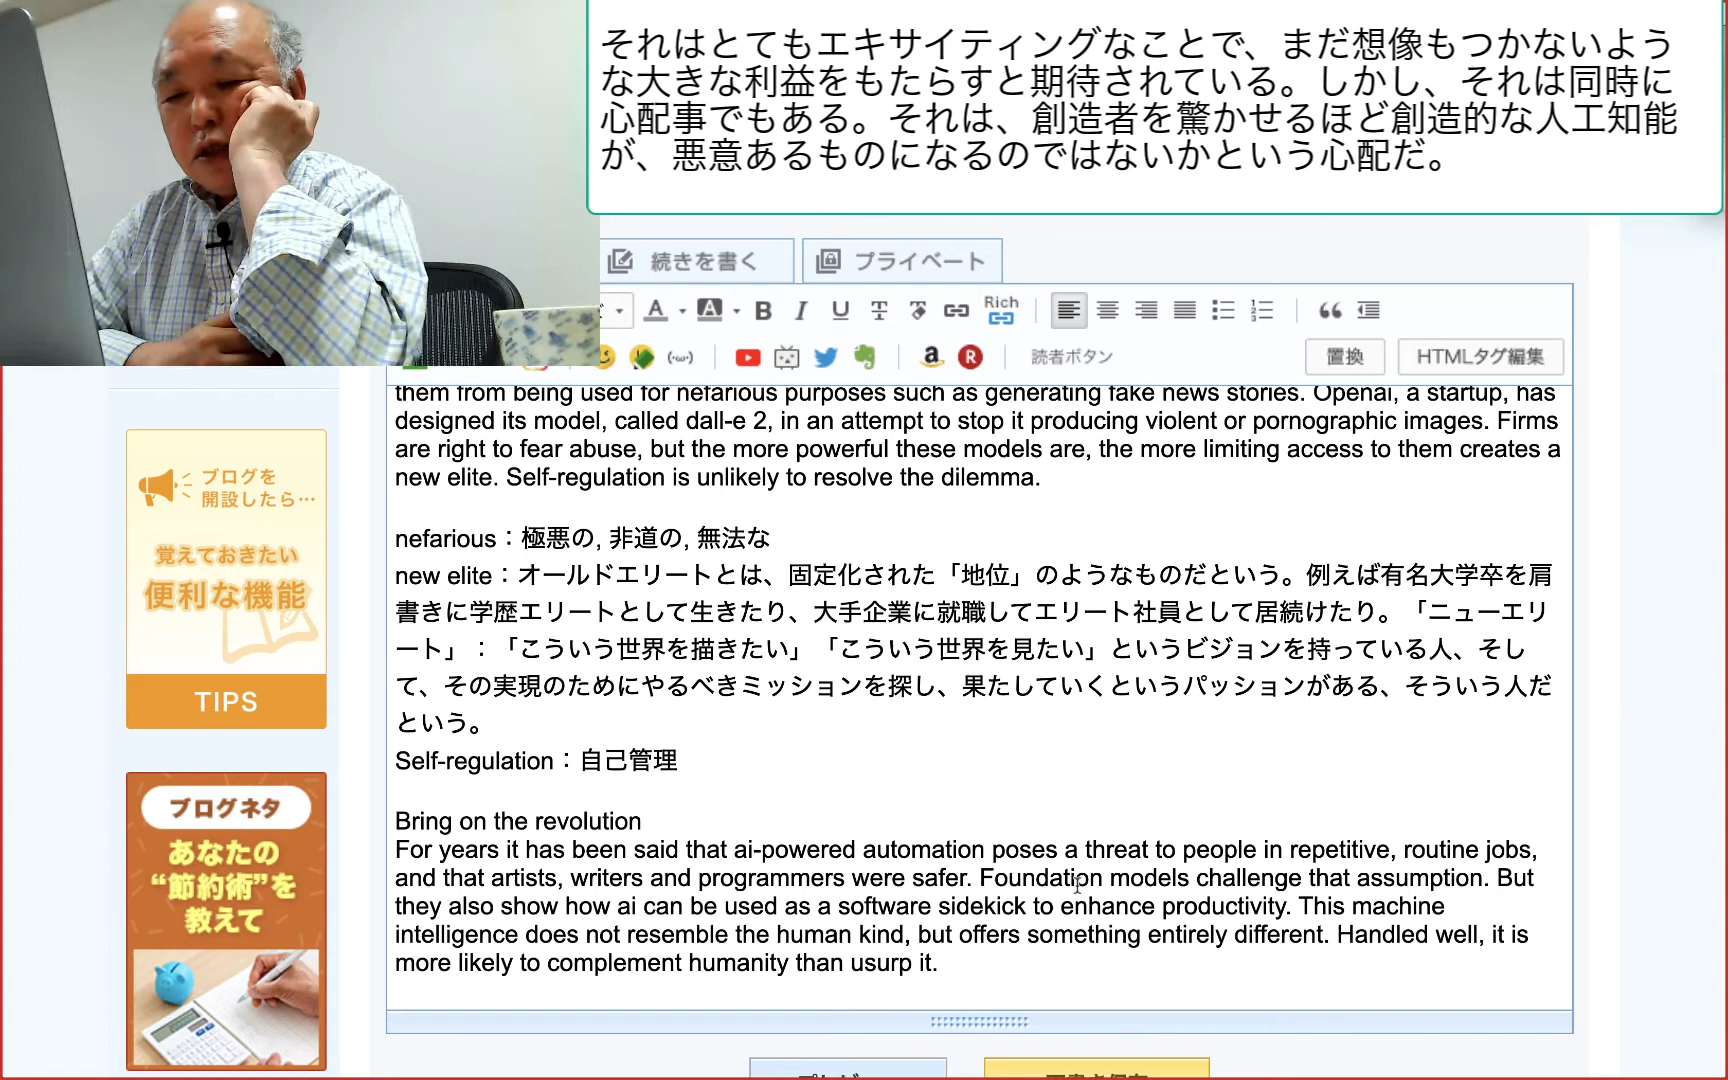 それはとてもエキサイティングなことで、まだ想像もつかないよう
な大きな利益をもたらすと期待されている。しかし、それは同時に
心配事でもある。それは、創造者を驚かせるほど創造的な人工知能
が、悪意あるものになるのではないかという心配だ。
続きを書く
プライベート
Rich
読者ボタン
置換
HTMLタグ編集
them from being used for nefarious purposes such as generating fake news stories. Openai, a startup, has
designed its model, called dall-e 2, in an attempt to stop it producing violent or pornographic images. Firms
are right to fear abuse, but the more powerful these models are, the more limiting access to them creates a
new elite. Self-regulation is unlikely to resolve the dilemma.
nefarious：極悪の, 非道の, 無法な
new elite：オールドエリートとは、固定化された「地位」のようなものだという。例えば有名大学卒を肩
書きに学歴エリートとして生きたり、大手企業に就職してエリート社員として居続けたり。「ニューエリ
ート」：「こういう世界を描きたい」「こういう世界を見たい」というビジョンを持っている人、そし
て、その実現のためにやるべきミッションを探し、果たしていくというパッションがある、そういう人だ
という。
Self-regulation：自己管理
Bring on the revolution
For years it has been said that ai-powered automation poses a threat to people in repetitive, routine jobs,
and that artists, writers and programmers were safer. Foundation models challenge that assumption. But
they also show how ai can be used as a software sidekick to enhance productivity. This machine
intelligence does not resemble the human kind, but offers something entirely different. Handled well, it is
more likely to complement humanity than usurp it.
ブログを
開設したら…
覚えておきたい
便利な機能
TIPS
ブログネタ
あなたの
“節約術”を
教えて